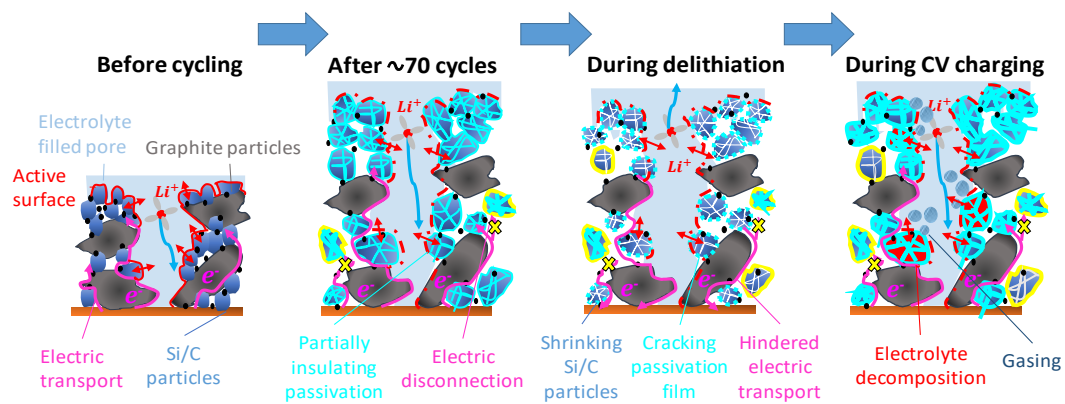 Before cycling
After ~70 cycles
During delithiation
During CV charging
Electrolyte
filled pore
Graphite particles
Active
surface
Li⁺
Li⁺
Li⁺
Li⁺
e⁻
e⁻
e⁻
e⁻
e⁻
e⁻
e⁻
e⁻
Electric
transport
Si/C
particles
Partially
insulating
passivation
Electric
disconnection
Shrinking
Si/C
particles
Cracking
passivation
film
Hindered
electric
transport
Electrolyte
decomposition
Gasing